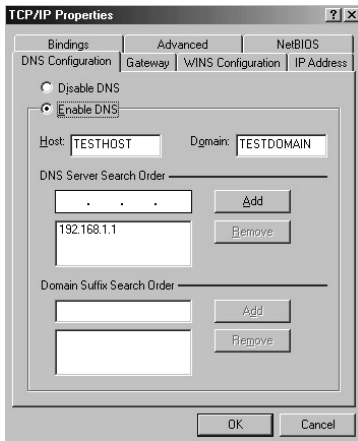 TCP/IP Properties
Bindings Advanced NetBIOS
DNS Configuration Gateway WINS Configuration IP Address
Disable DNS
Enable DNS
Host: TESTHOST Domain: TESTDOMAIN
DNS Server Search Order
. . . Add
192.168.1.1 Remove
Domain Suffix Search Order
Add
Remove
OK Cancel